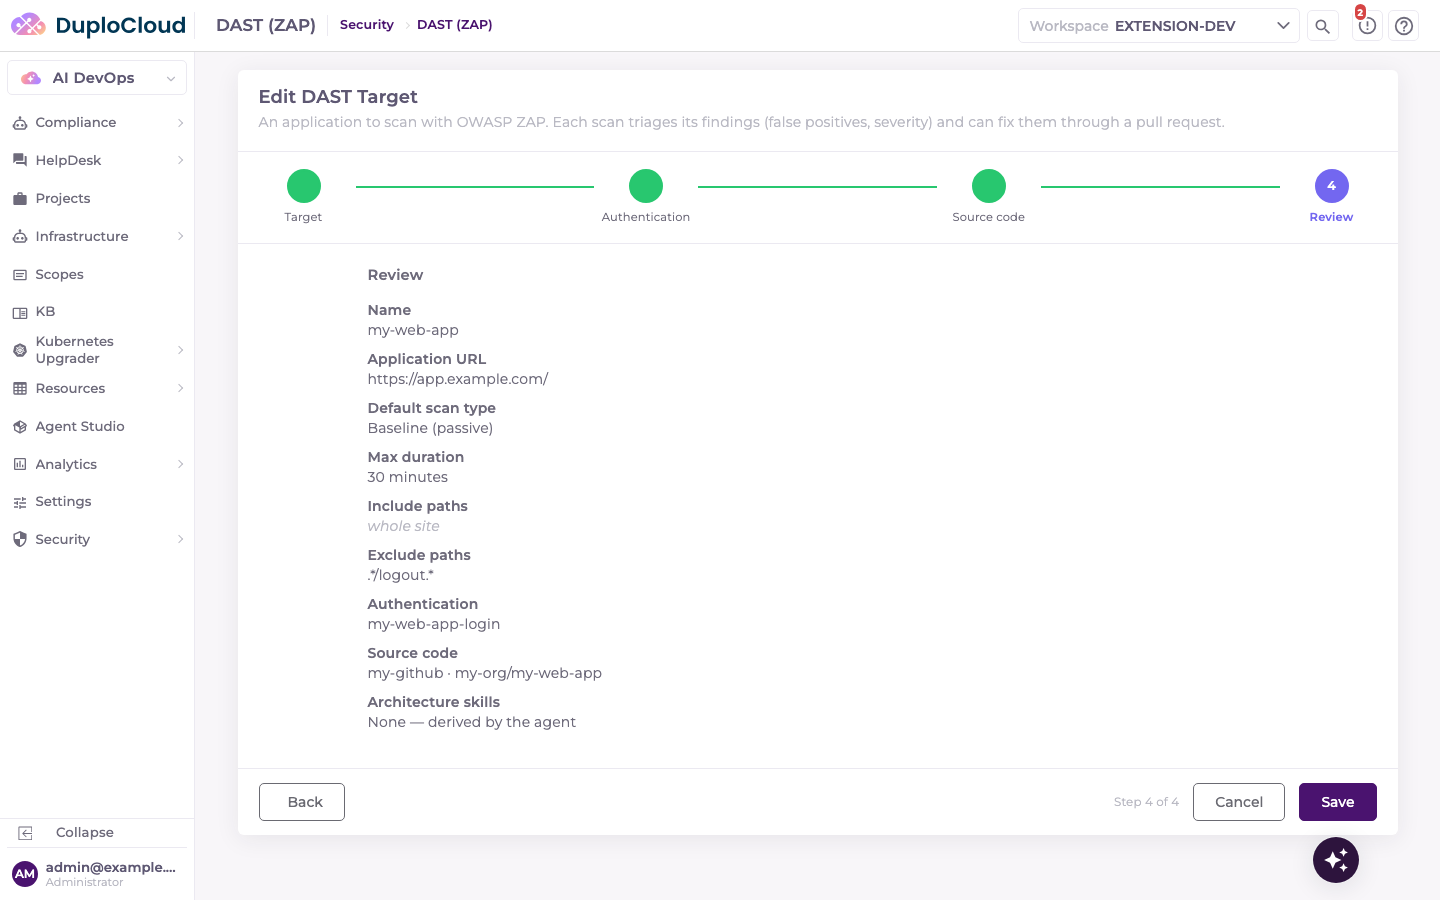 DuploCloud
DAST (ZAP)
Security
DAST (ZAP)
Workspace EXTENSION-DEV
2
AI DevOps
Compliance
HelpDesk
Projects
Infrastructure
Scopes
KB
Kubernetes
Upgrader
Resources
Agent Studio
Analytics
Settings
Security
Collapse
AM
admin@example....
Administrator
Edit DAST Target
An application to scan with OWASP ZAP. Each scan triages its findings (false positives, severity) and can fix them through a pull request.
Target
Authentication
Source code
4
Review
Review
Name
my-web-app
Application URL
https://app.example.com/
Default scan type
Baseline (passive)
Max duration
30 minutes
Include paths
whole site
Exclude paths
.*/logout.*
Authentication
my-web-app-login
Source code
my-github · my-org/my-web-app
Architecture skills
None — derived by the agent
Back
Step 4 of 4
Cancel
Save